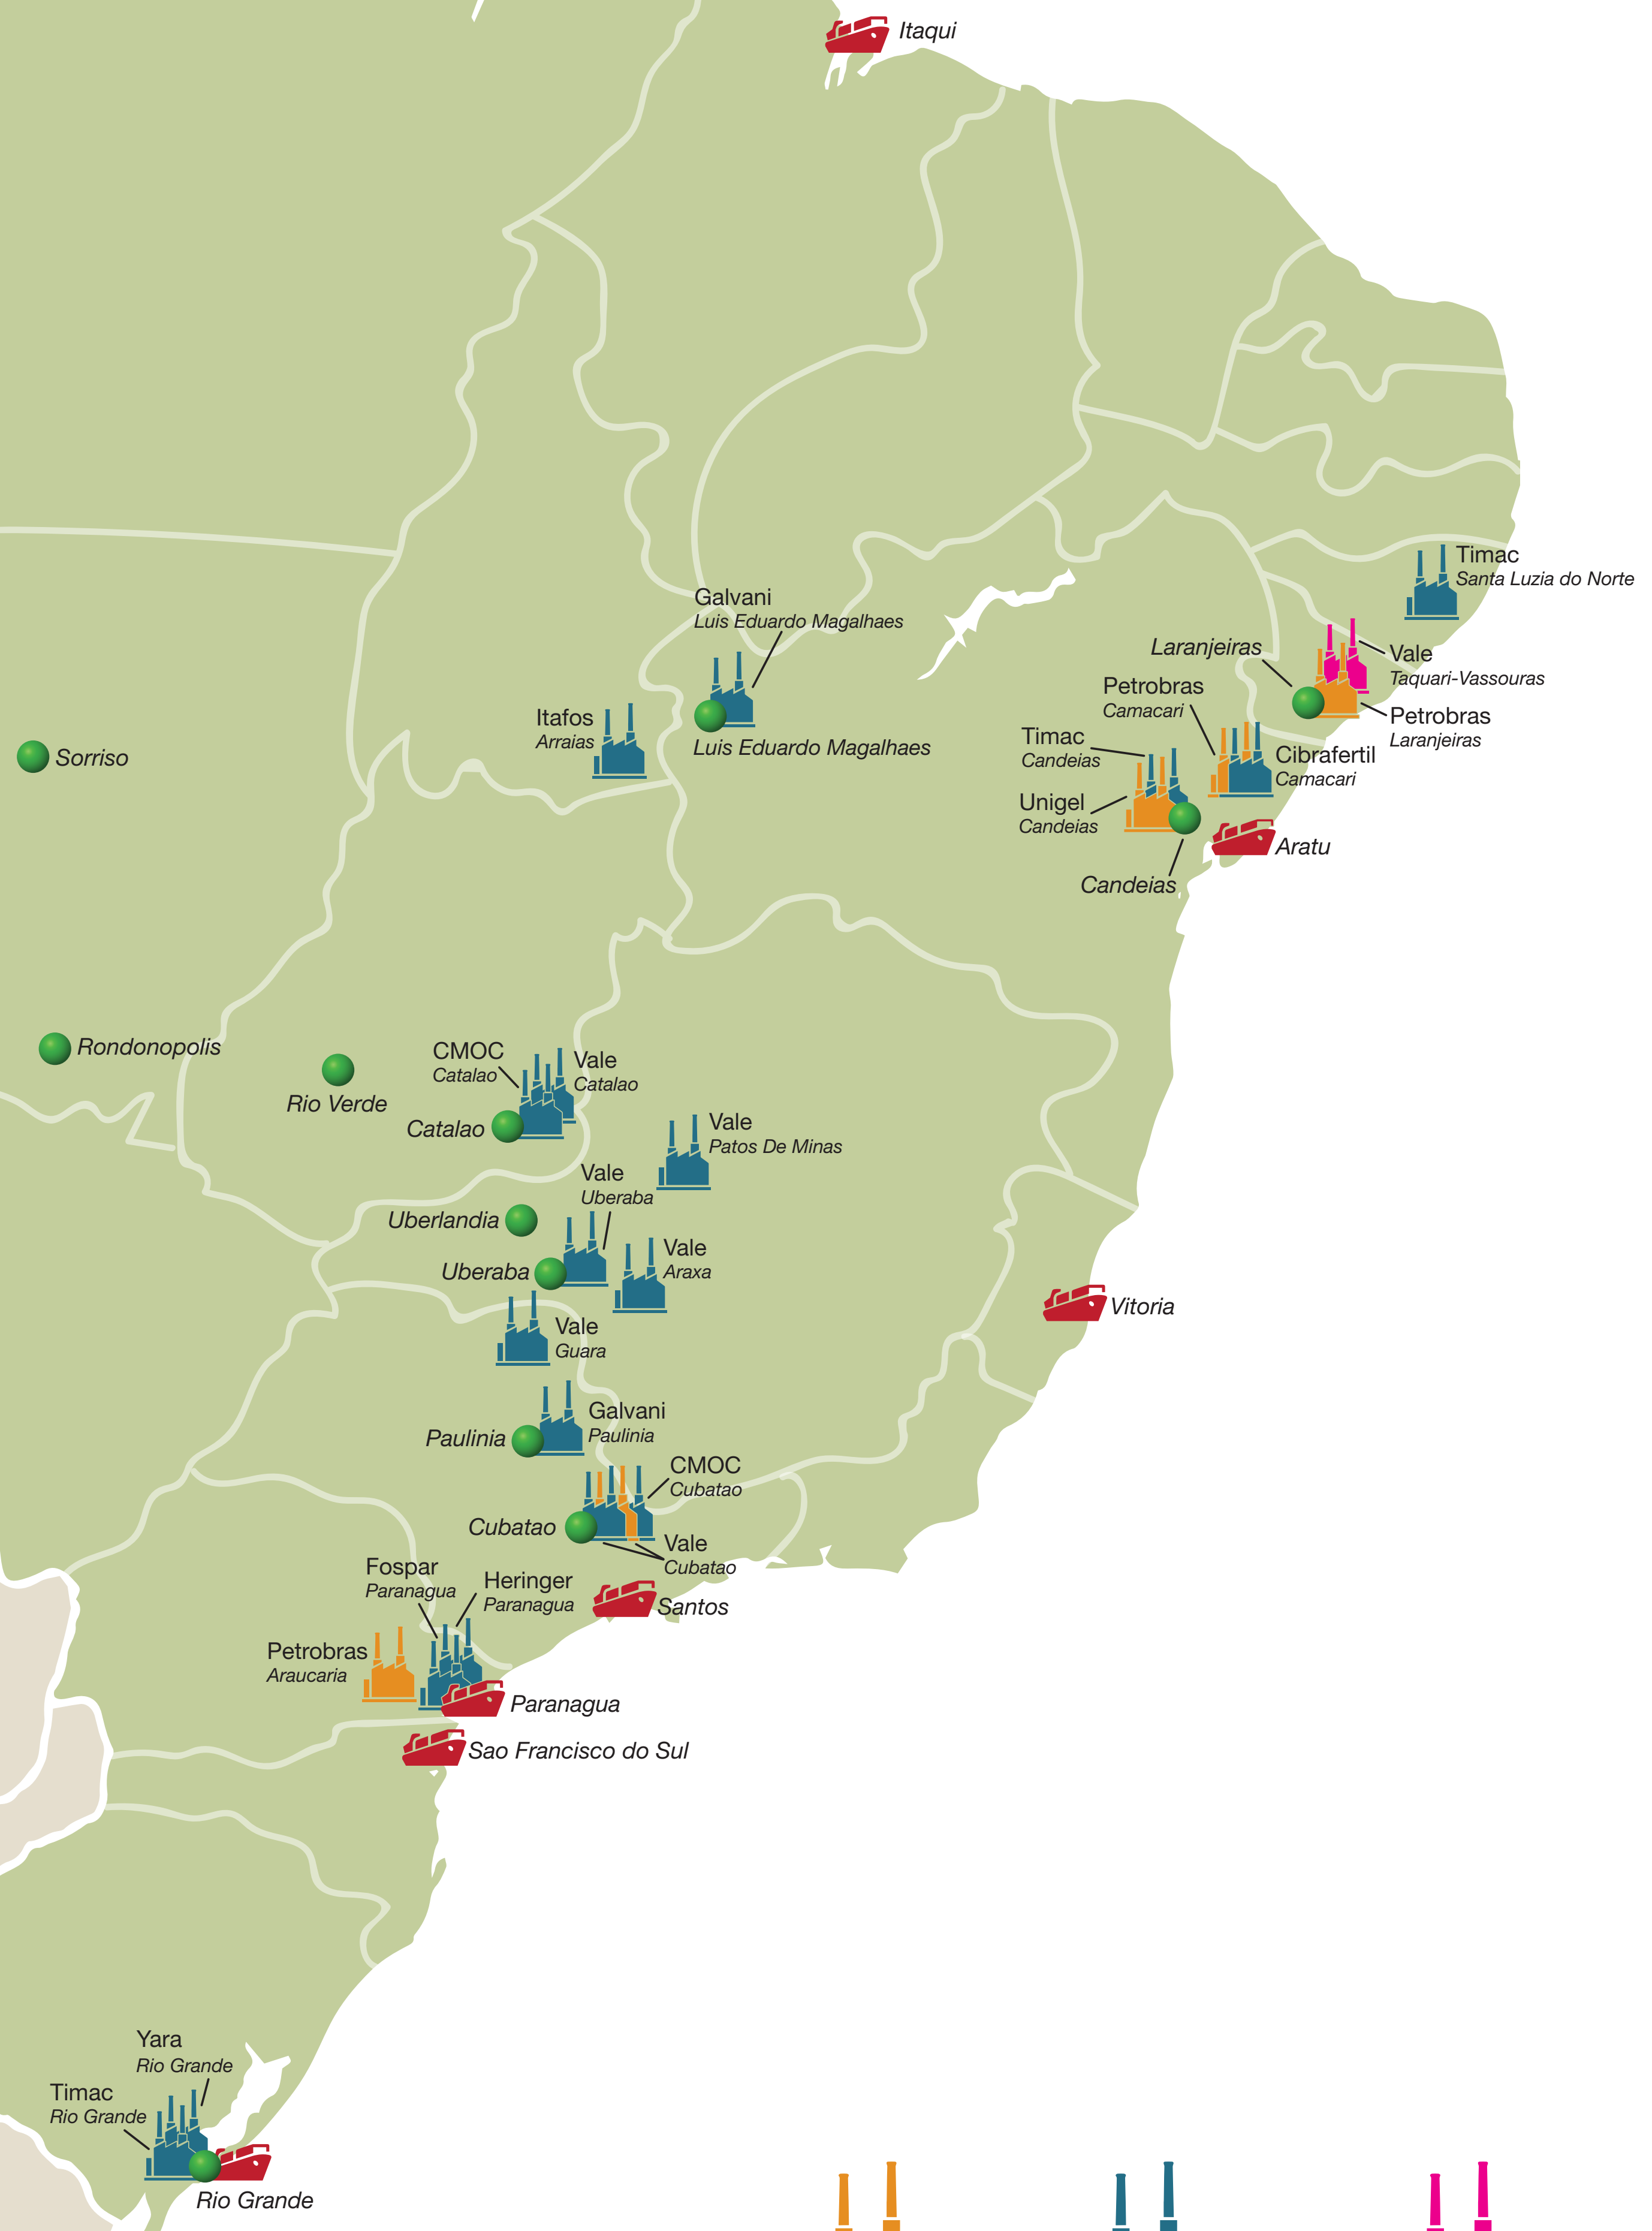 Itaqui
Timac
Santa Luzia do Norte
Galvani
Luis Eduardo Magalhaes
Laranjeiras
Vale
Taquari-Vassouras
Petrobras
Camacari
Petrobras
Laranjeiras
Itafos
Arraias
Luis Eduardo Magalhaes
Timac
Candeias
Cibrafertil
Camacari
Sorriso
Unigel
Candeias
Aratu
Candeias
Rondonopolis
CMOC
Catalao
Vale
Catalao
Rio Verde
Catalao
Vale
Patos De Minas
Vale
Uberaba
Uberlandia
Vale
Araxa
Uberaba
Vitoria
Vale
Guara
Galvani
Paulinia
Paulinia
CMOC
Cubatao
Cubatao
Vale
Cubatao
Fospar
Paranagua
Heringer
Paranagua
Santos
Petrobras
Araucaria
Paranagua
Sao Francisco do Sul
Yara
Rio Grande
Timac
Rio Grande
Rio Grande